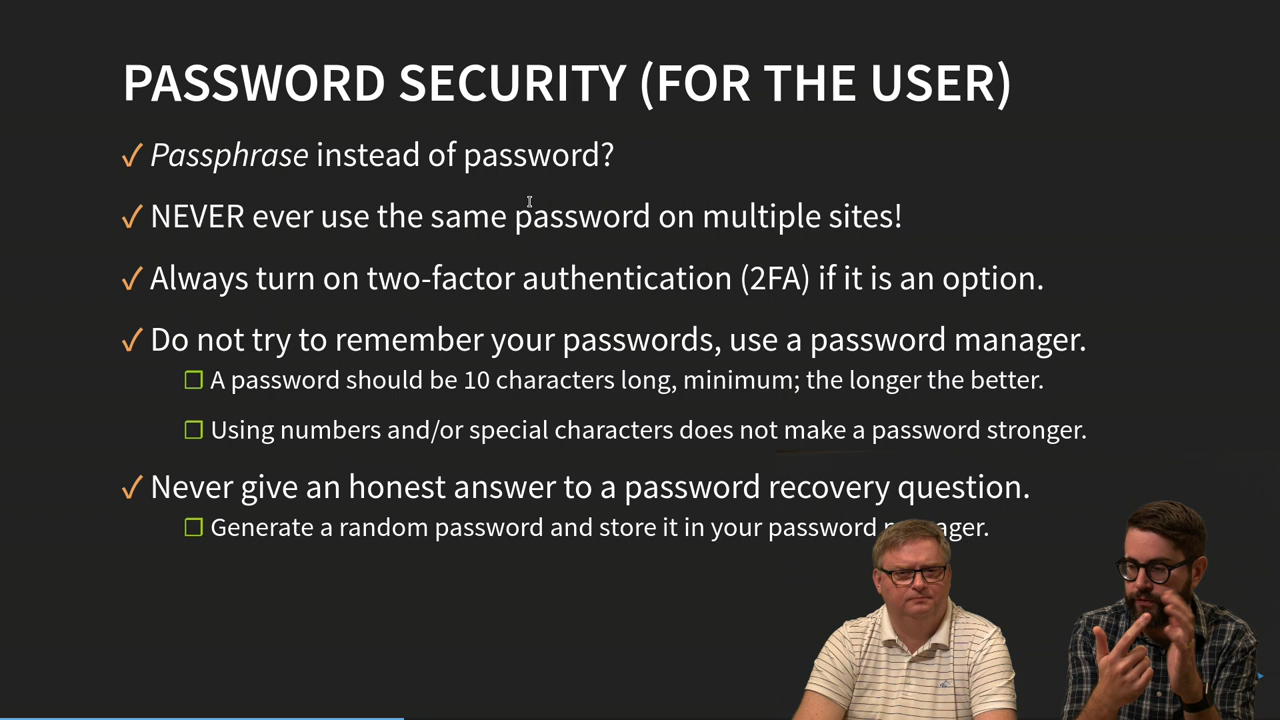 PASSWORD SECURITY (FOR THE USER)
✓ Passphrase instead of password?
✓ NEVER ever use the same password on multiple sites!
✓ Always turn on two-factor authentication (2FA) if it is an option.
✓ Do not try to remember your passwords, use a password manager.
❐ A password should be 10 characters long, minimum; the longer the better.
❐ Using numbers and/or special characters does not make a password stronger.
✓ Never give an honest answer to a password recovery question.
❐ Generate a random password and store it in your password